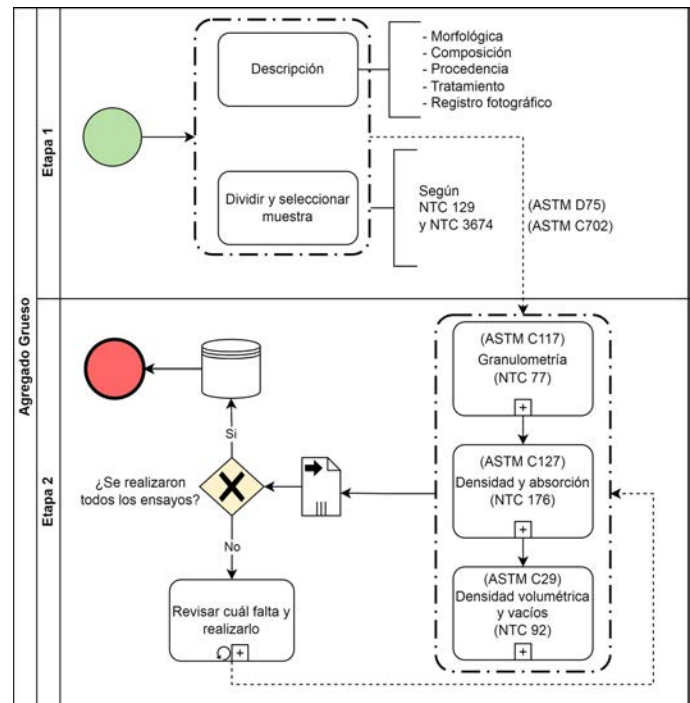 Agregado Grueso
Etapa 1
Descripción
- Morfológica
- Composición
- Procedencia
- Tratamiento
- Registro fotográfico
Dividir y seleccionar
muestra
Según
NTC 129
y NTC 3674
(ASTM D75)
(ASTM C702)
Etapa 2
(ASTM C117)
Granulometría
(NTC 77)
(ASTM C127)
Densidad y absorción
(NTC 176)
(ASTM C29)
Densidad volumétrica
y vacíos
(NTC 92)
¿Se realizaron
todos los ensayos?
Si
No
Revisar cuál falta y
realizarlo